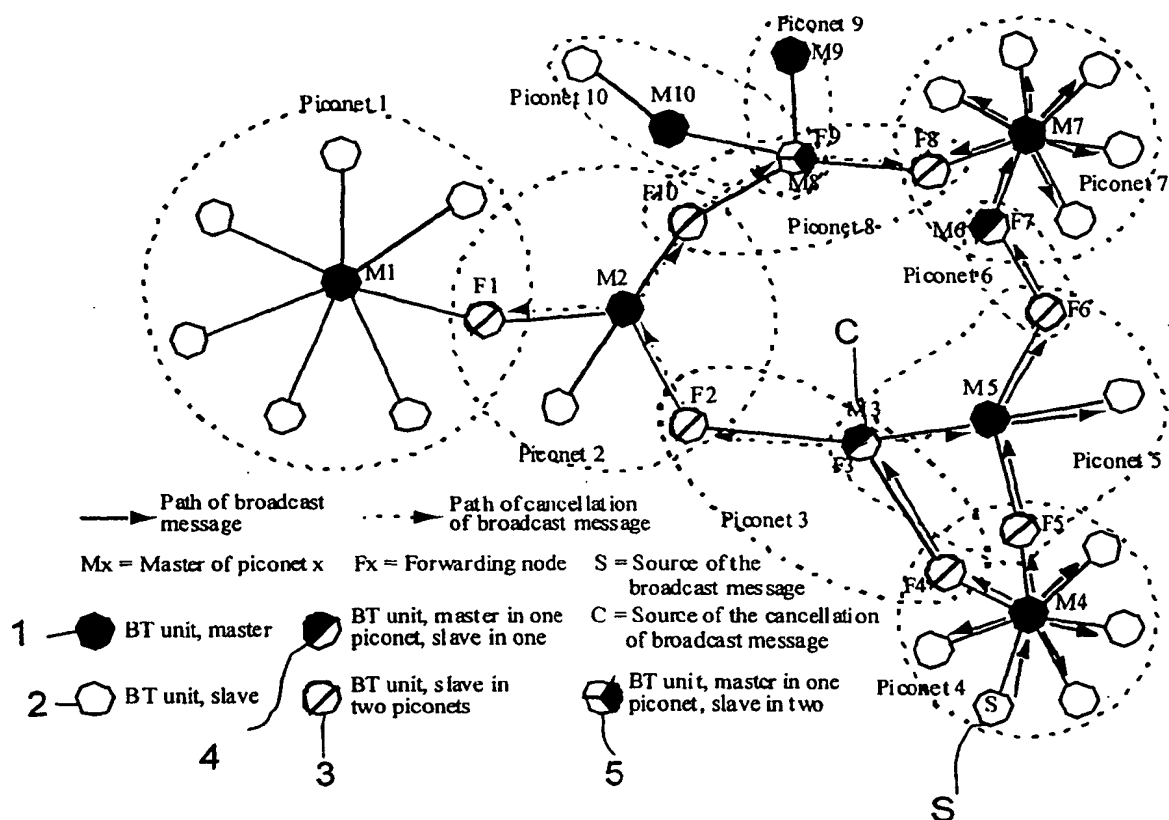 Piconet 9
M9
Piconet 10
M10
Piconet 1
F9
F8
M7
M8
Piconet 7
F10
Piconet 8
M6
F7
M1
F1
M2
Piconet 6
F6
C
M5
F2
M3
F3
Piconet 2
Piconet 5
Path of broadcast
message
Path of cancellation
of broadcast message
Piconet 3
F5
Mx = Master of piconet x
Fx = Forwarding node
S = Source of the
broadcast message
F4
M4
1
BT unit, master
BT unit, master in one
piconet, slave in one
C = Source of the cancellation
of broadcast message
2
BT unit, slave
BT unit, slave in
two piconets
BT unit, master in one
piconet, slave in two
Piconet 4
S
4
3
5
S